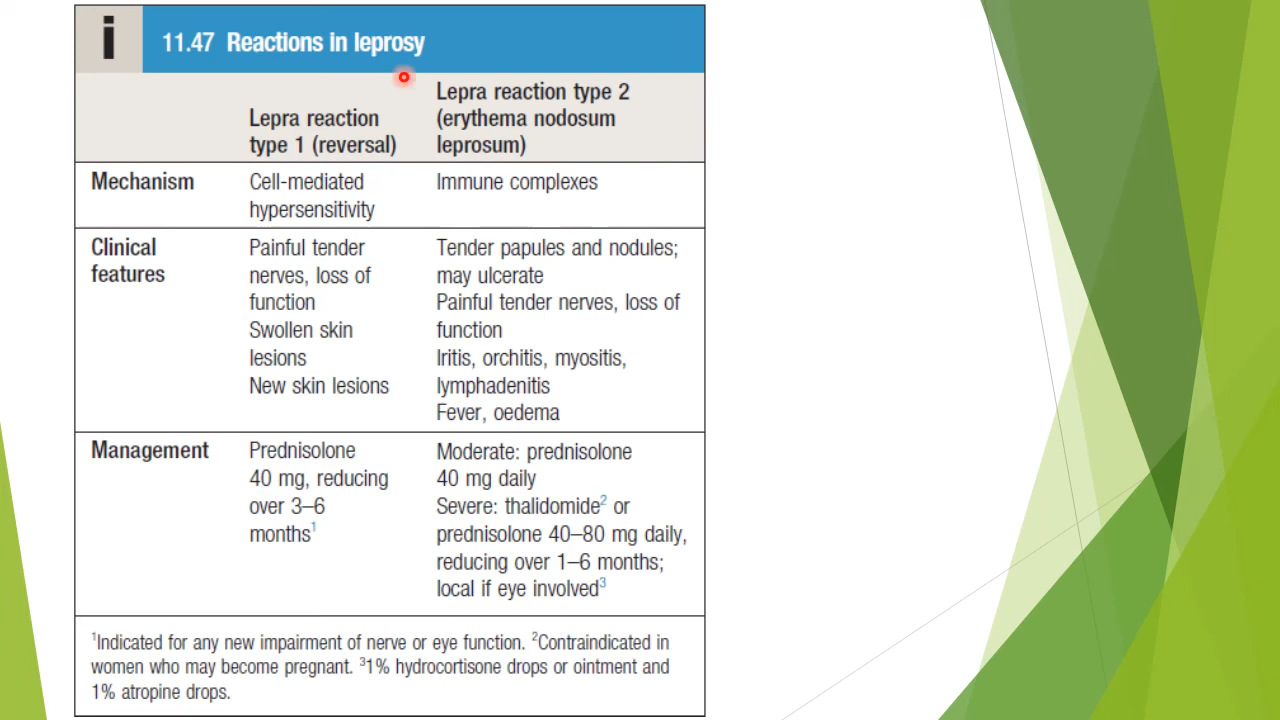 i
11.47 Reactions in leprosy
Lepra reaction
type 1 (reversal)
Lepra reaction type 2
(erythema nodosum
leprosum)
Mechanism
Cell-mediated
hypersensitivity
Immune complexes
Clinical
features
Painful tender
nerves, loss of
function
Swollen skin
lesions
New skin lesions
Tender papules and nodules;
may ulcerate
Painful tender nerves, loss of
function
Iritis, orchitis, myositis,
lymphadenitis
Fever, oedema
Management
Prednisolone
40 mg, reducing
over 3–6
months¹
Moderate: prednisolone
40 mg daily
Severe: thalidomide² or
prednisolone 40–80 mg daily,
reducing over 1–6 months;
local if eye involved³
¹Indicated for any new impairment of nerve or eye function. ²Contraindicated in
women who may become pregnant. ³1% hydrocortisone drops or ointment and
1% atropine drops.